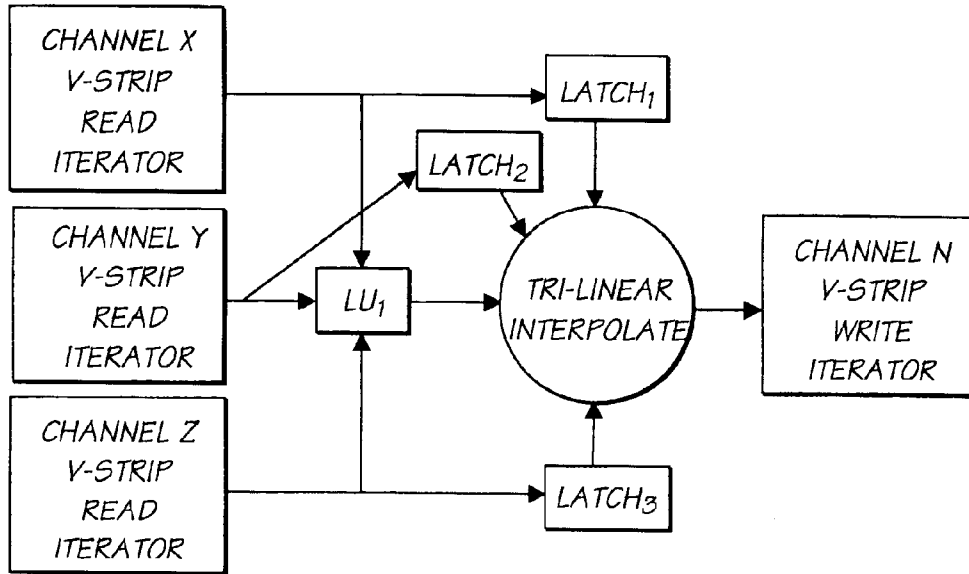 CHANNEL X
V-STRIP
READ
ITERATOR
LATCH₁
LATCH₂
CHANNEL Y
V-STRIP
READ
ITERATOR
LU₁
TRI-LINEAR
INTERPOLATE
CHANNEL N
V-STRIP
WRITE
ITERATOR
CHANNEL Z
V-STRIP
READ
ITERATOR
LATCH₃